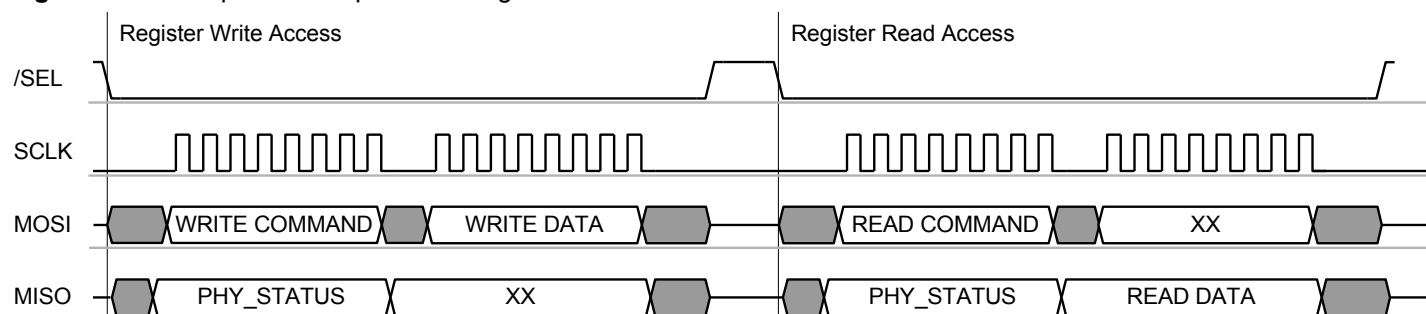 Register Write Access Register Read Access
/SEL
SCLK
MOSI WRITE COMMAND WRITE DATA READ COMMAND XX
MISO PHY_STATUS XX PHY_STATUS READ DATA